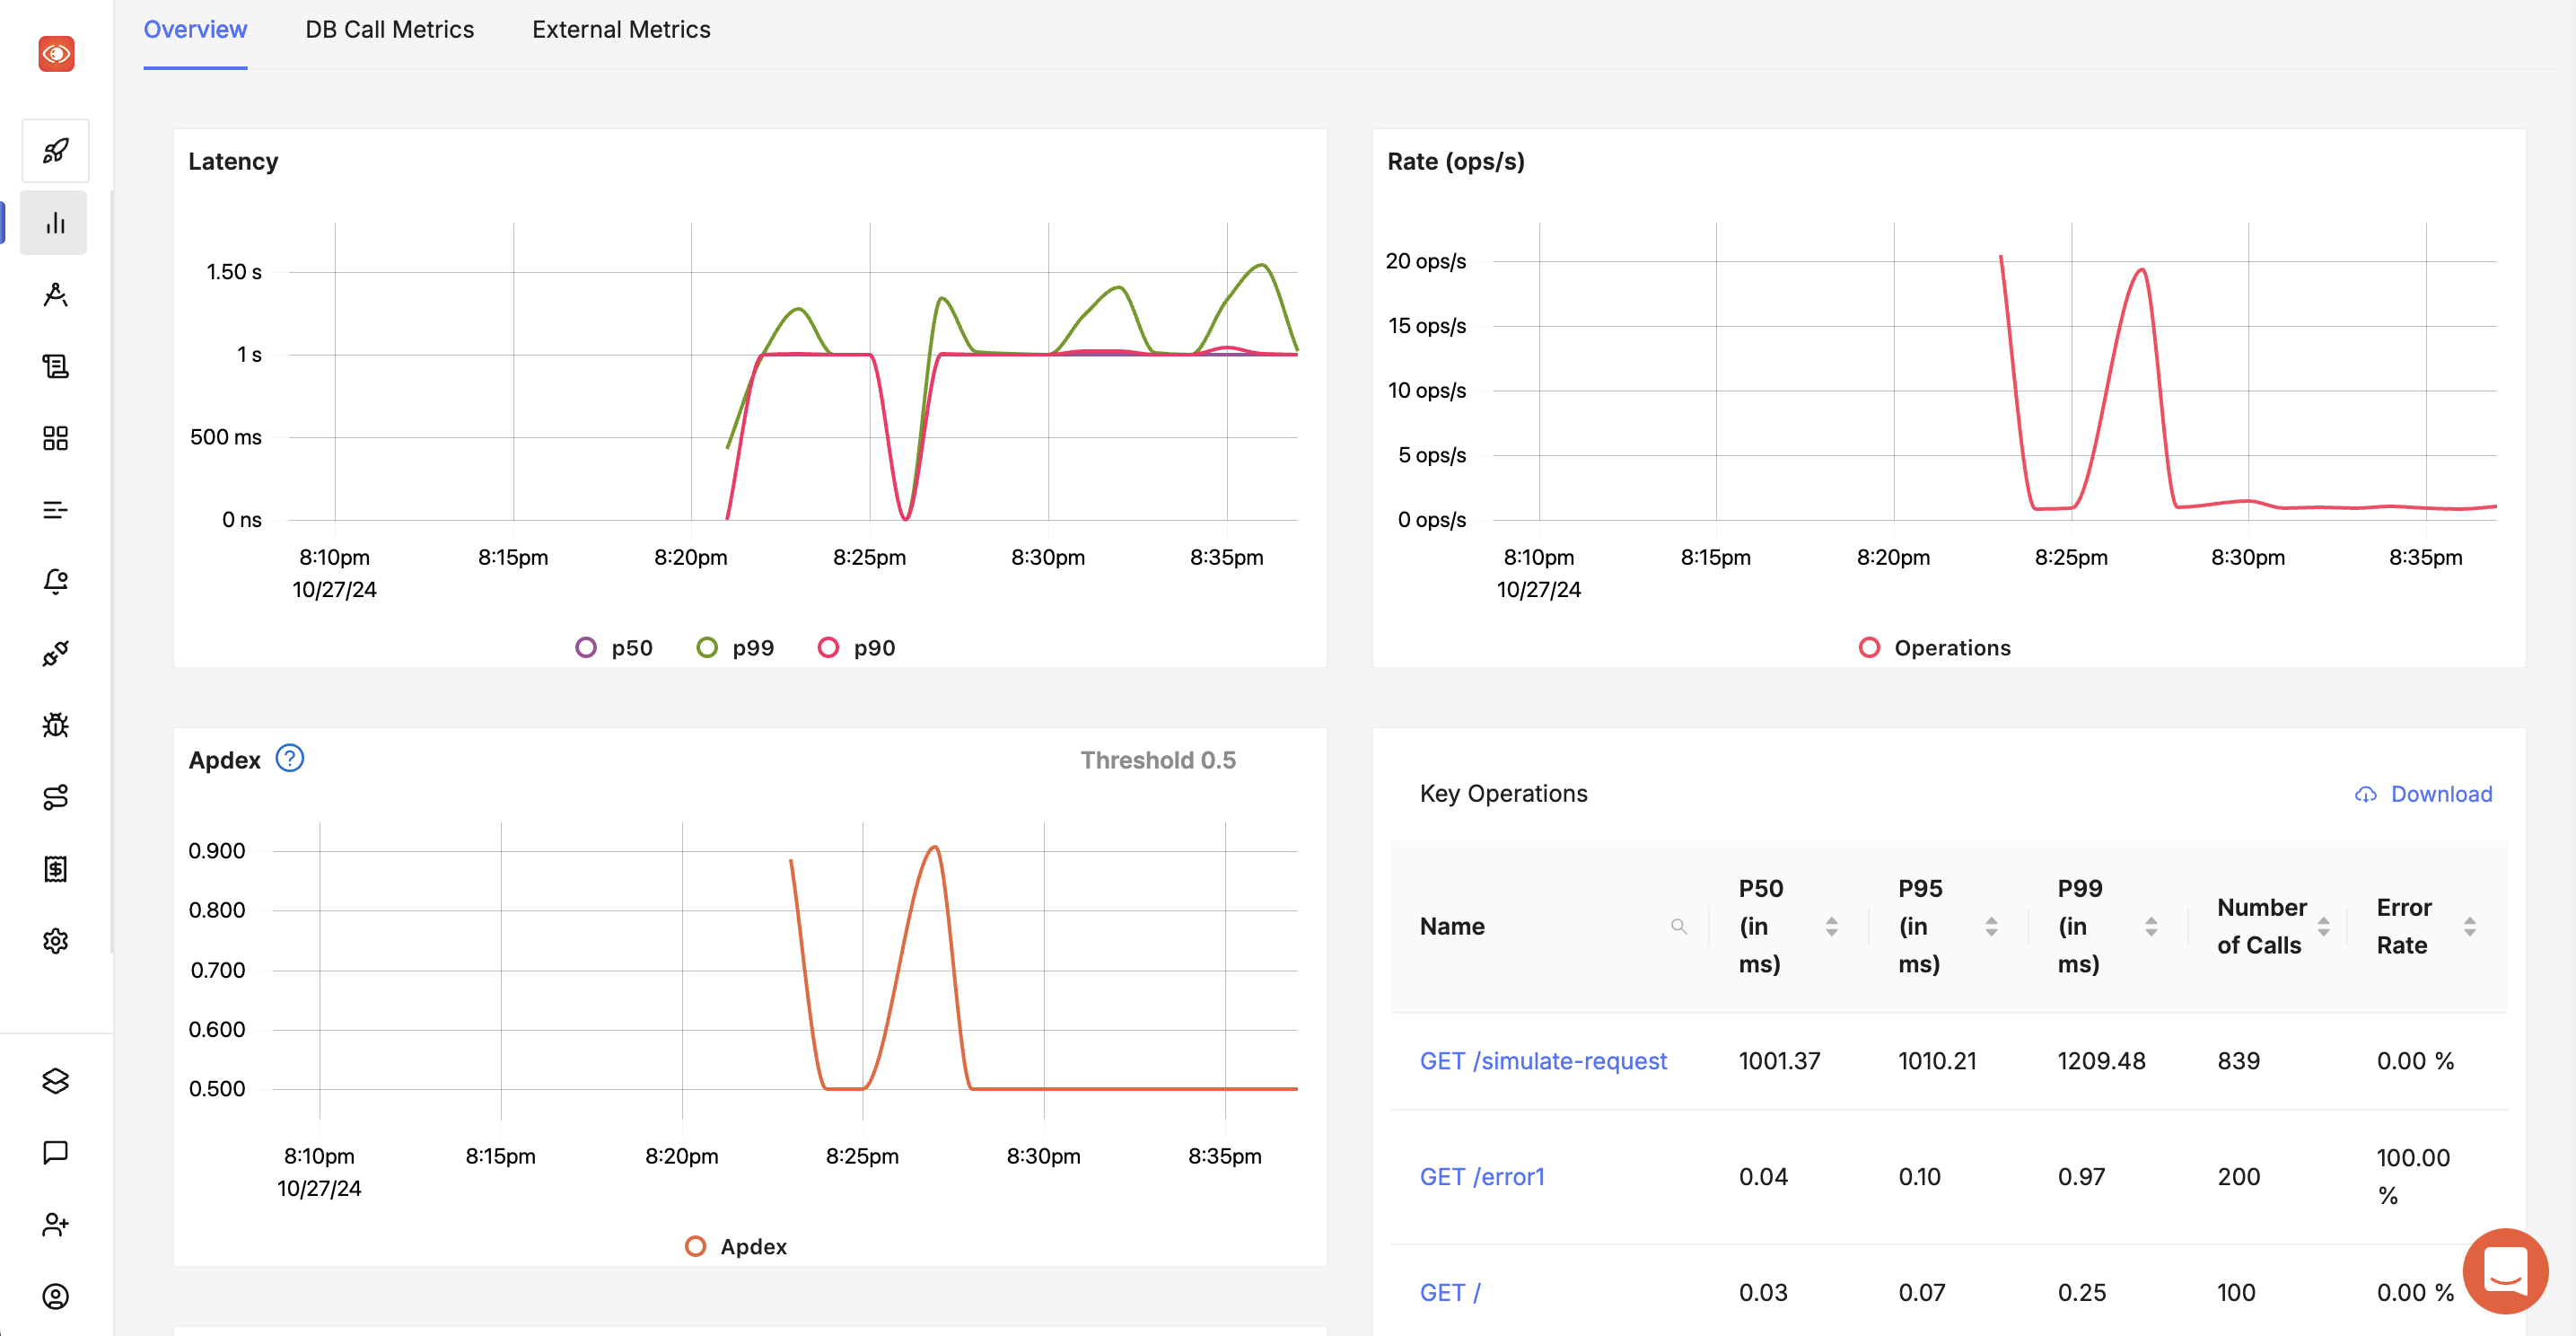 Overview
DB Call Metrics
External Metrics
Latency
1.50 s
1 s
500 ms
0 ns
8:10pm
8:15pm
8:20pm
8:25pm
8:30pm
8:35pm
10/27/24
p50
p99
p90
Rate (ops/s)
20 ops/s
15 ops/s
10 ops/s
5 ops/s
0 ops/s
8:10pm
8:15pm
8:20pm
8:25pm
8:30pm
8:35pm
10/27/24
Operations
Apdex
?
Threshold 0.5
0.900
0.800
0.700
0.600
0.500
8:10pm
8:15pm
8:20pm
8:25pm
8:30pm
8:35pm
10/27/24
Apdex
Key Operations
Download
Name
P50
(in
ms)
P95
(in
ms)
P99
(in
ms)
Number
of Calls
Error
Rate
GET /simulate-request
1001.37
1010.21
1209.48
839
0.00 %
GET /error1
0.04
0.10
0.97
200
100.00
%
GET /
0.03
0.07
0.25
100
0.00 %